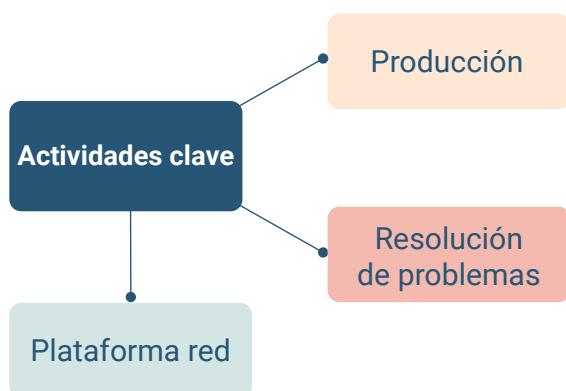 Producción
Actividades clave
Resolución
de problemas
Plataforma red